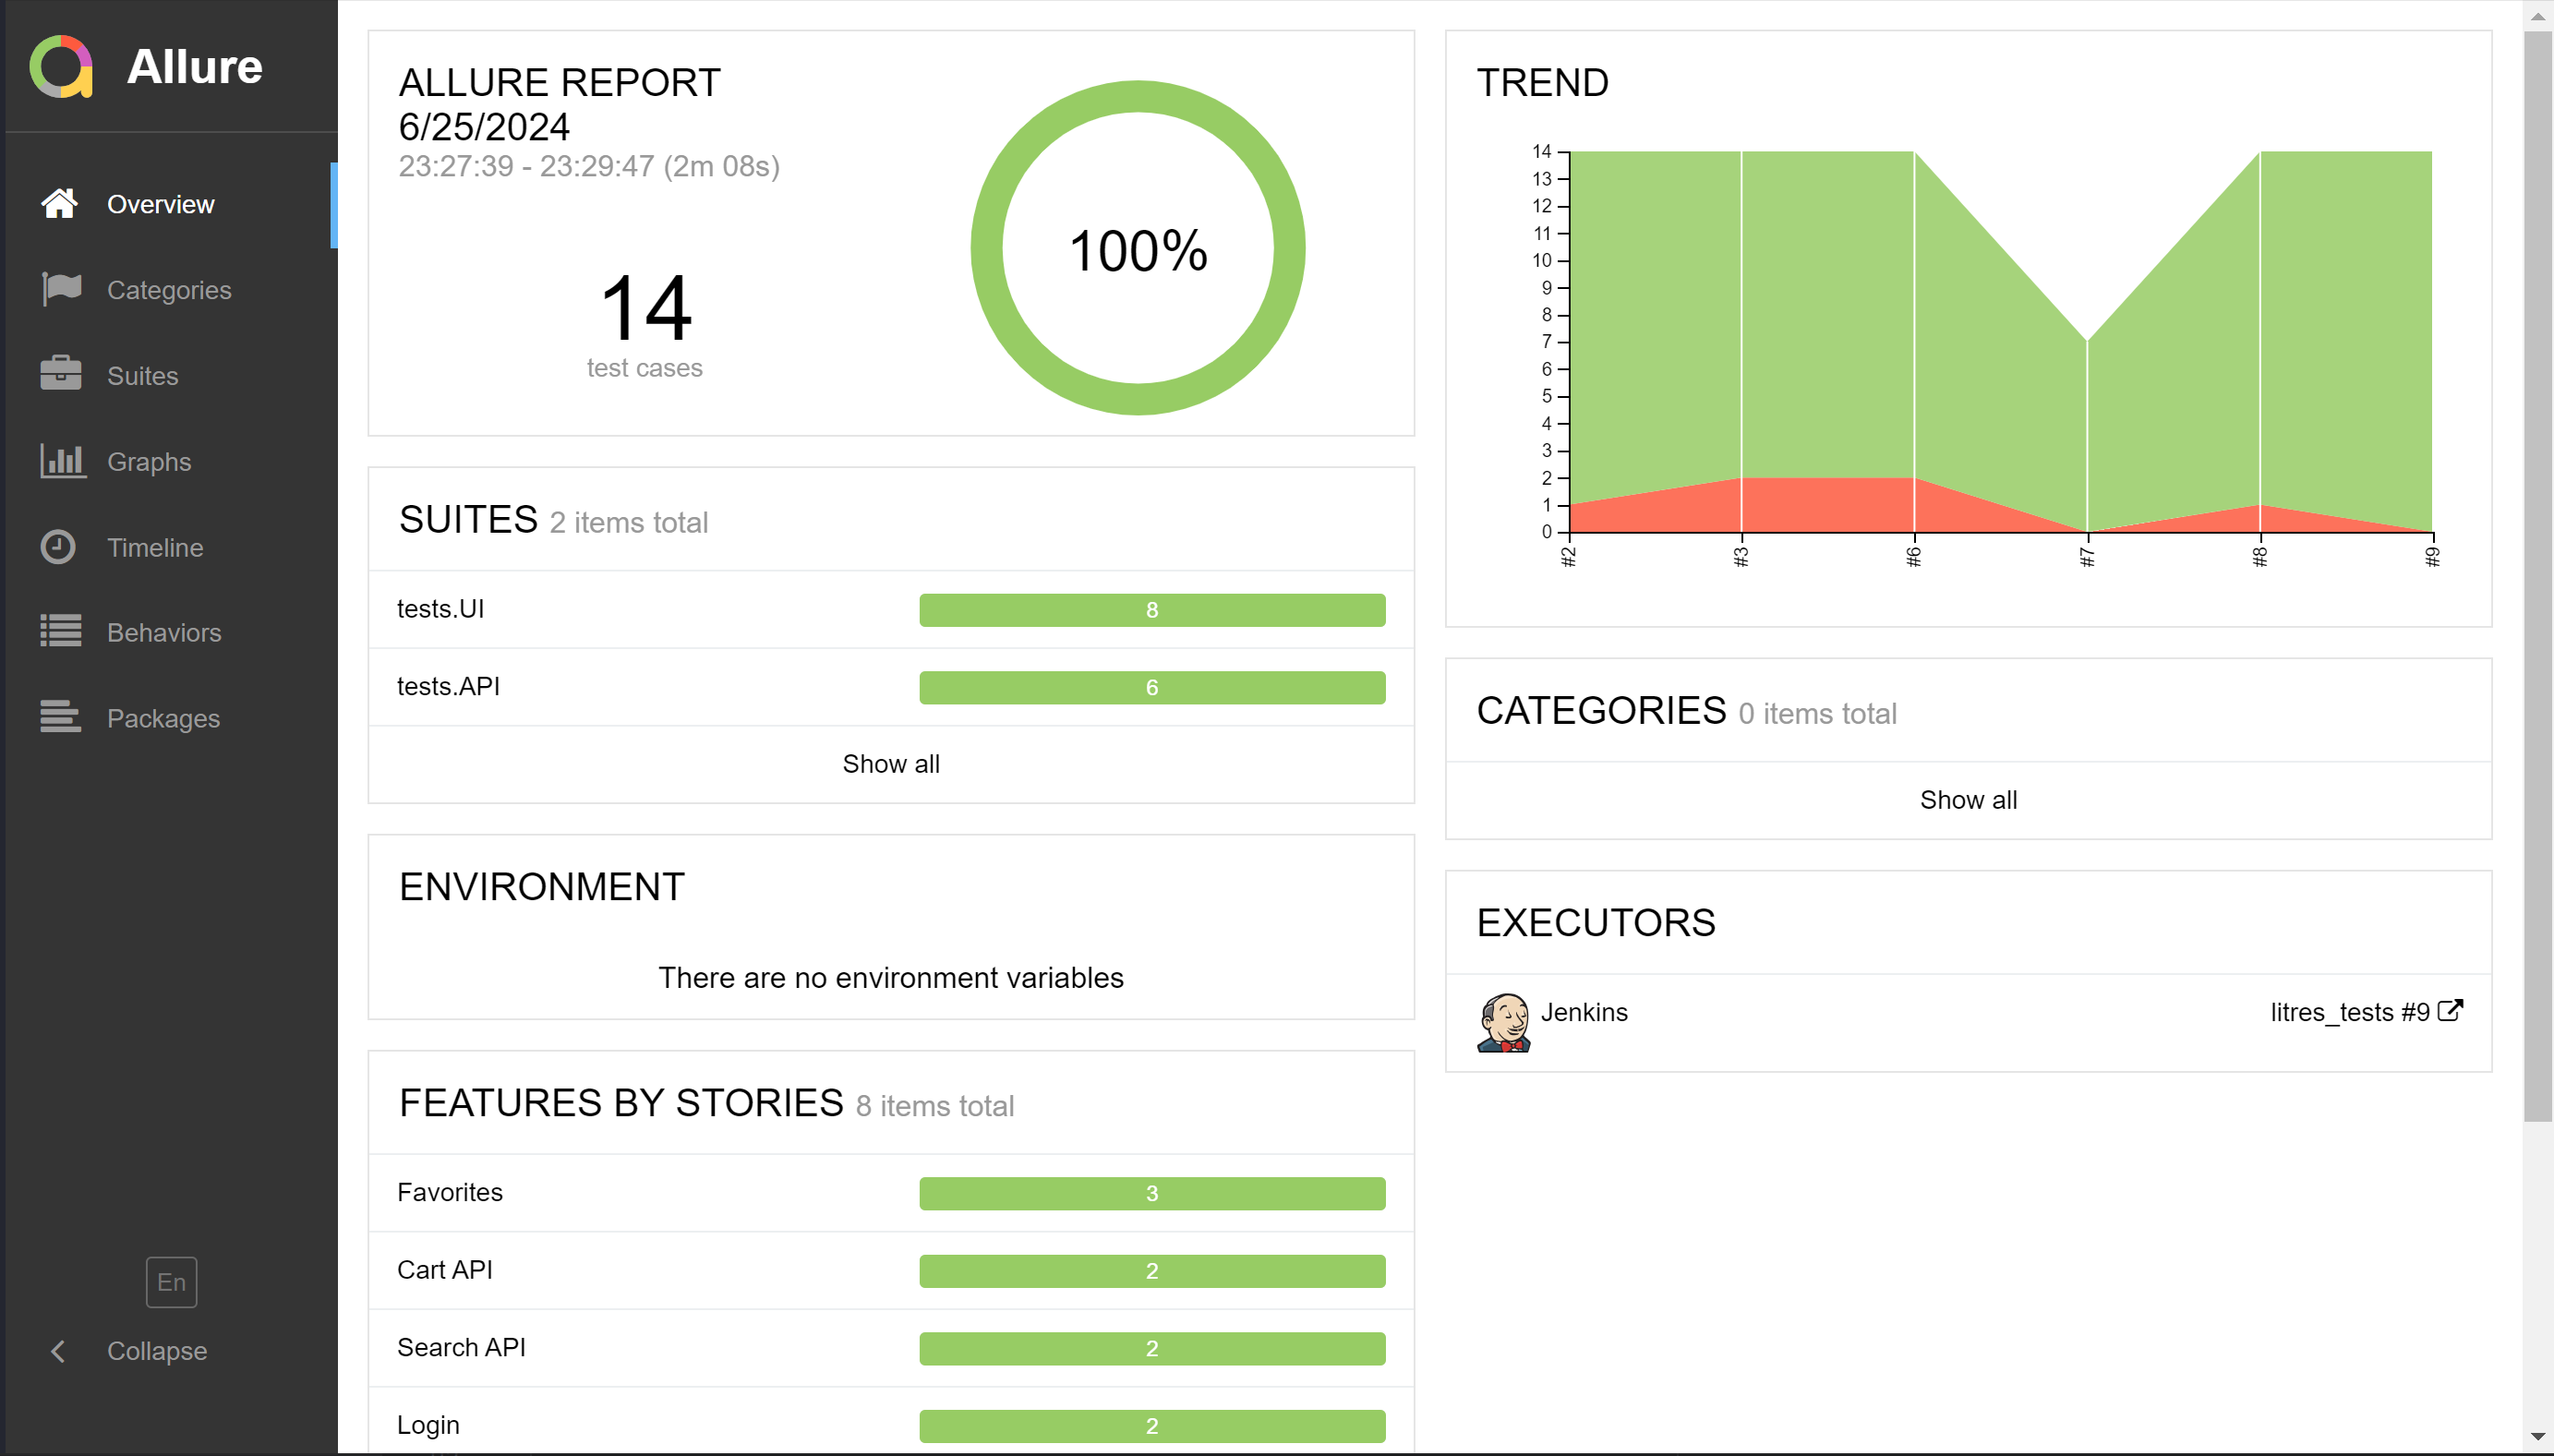 Allure
Overview
Categories
Suites
Graphs
Timeline
Behaviors
Packages
En
Collapse
ALLURE REPORT
6/25/2024
23:27:39 - 23:29:47 (2m 08s)
14
test cases
100%
SUITES 2 items total
tests.UI 8
tests.API 6
Show all
ENVIRONMENT
There are no environment variables
FEATURES BY STORIES 8 items total
Favorites 3
Cart API 2
Search API 2
Login 2
TREND
14
13
12
11
10
9
8
7
6
5
4
3
2
1
0
#2 #3 #6 #7 #8 #9
CATEGORIES 0 items total
Show all
EXECUTORS
Jenkins litres_tests #9